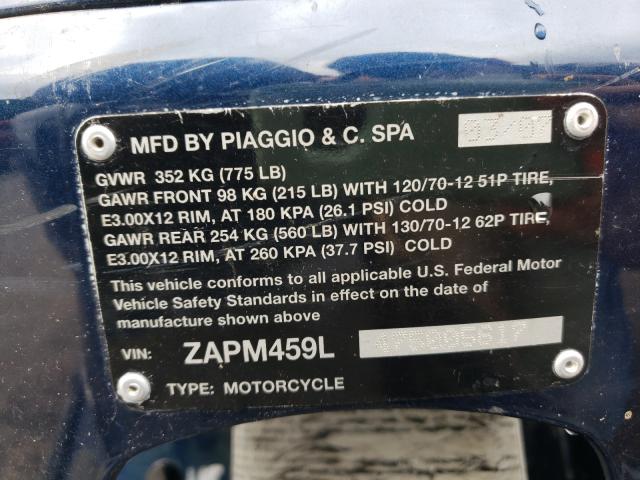 MFD BY PIAGGIO & C. SPA 03/07
GVWR 352 KG (775 LB)
GAWR FRONT 98 KG (215 LB) WITH 120/70-12 51P TIRE,
E3.00X12 RIM, AT 180 KPA (26.1 PSI) COLD
GAWR REAR 254 KG (560 LB) WITH 130/70-12 62P TIRE,
E3.00X12 RIM, AT 260 KPA (37.7 PSI) COLD
This vehicle conforms to all applicable U.S. Federal Motor
Vehicle Safety Standards in effect on the date of
manufacture shown above
VIN: ZAPM459L
TYPE: MOTORCYCLE